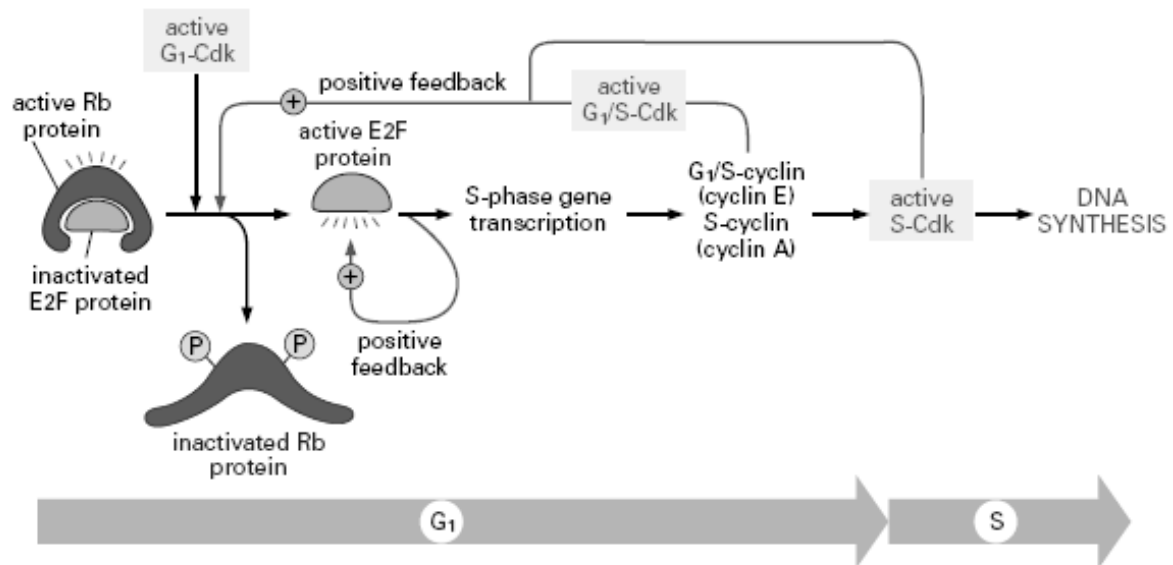 active
G₁-Cdk
positive feedback
active
G₁/S-Cdk
active Rb
protein
+
active E2F
protein
G₁/S-cyclin
(cyclin E)
S-cyclin
(cyclin A)
S-phase gene
transcription
active
S-Cdk
DNA
SYNTHESIS
inactivated
E2F protein
+
positive
feedback
P
P
inactivated Rb
protein
G₁
S